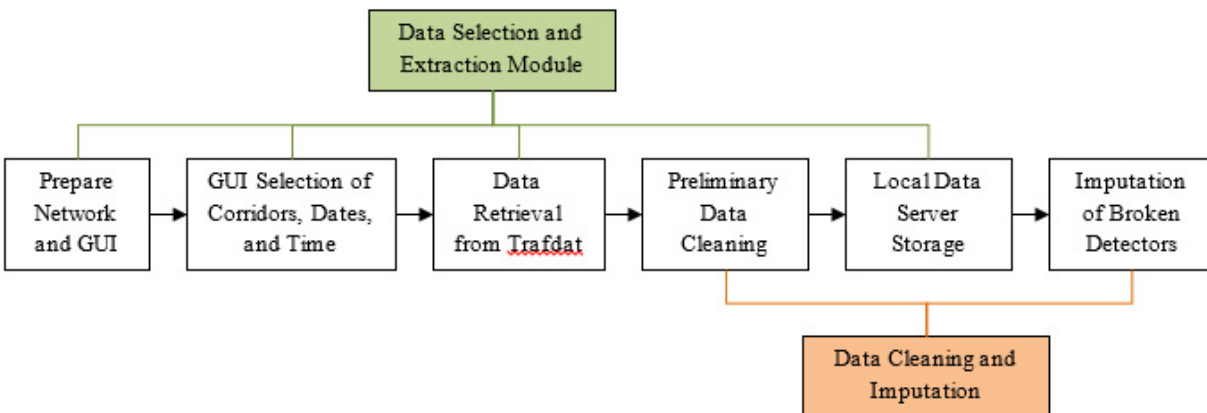 Data Selection and
Extraction Module
Prepare
Network
and GUI
GUI Selection of
Corridors, Dates,
and Time
Data
Retrieval
from Trafdat
Preliminary
Data
Cleaning
Local Data
Server
Storage
Imputation
of Broken
Detectors
Data Cleaning and
Imputation